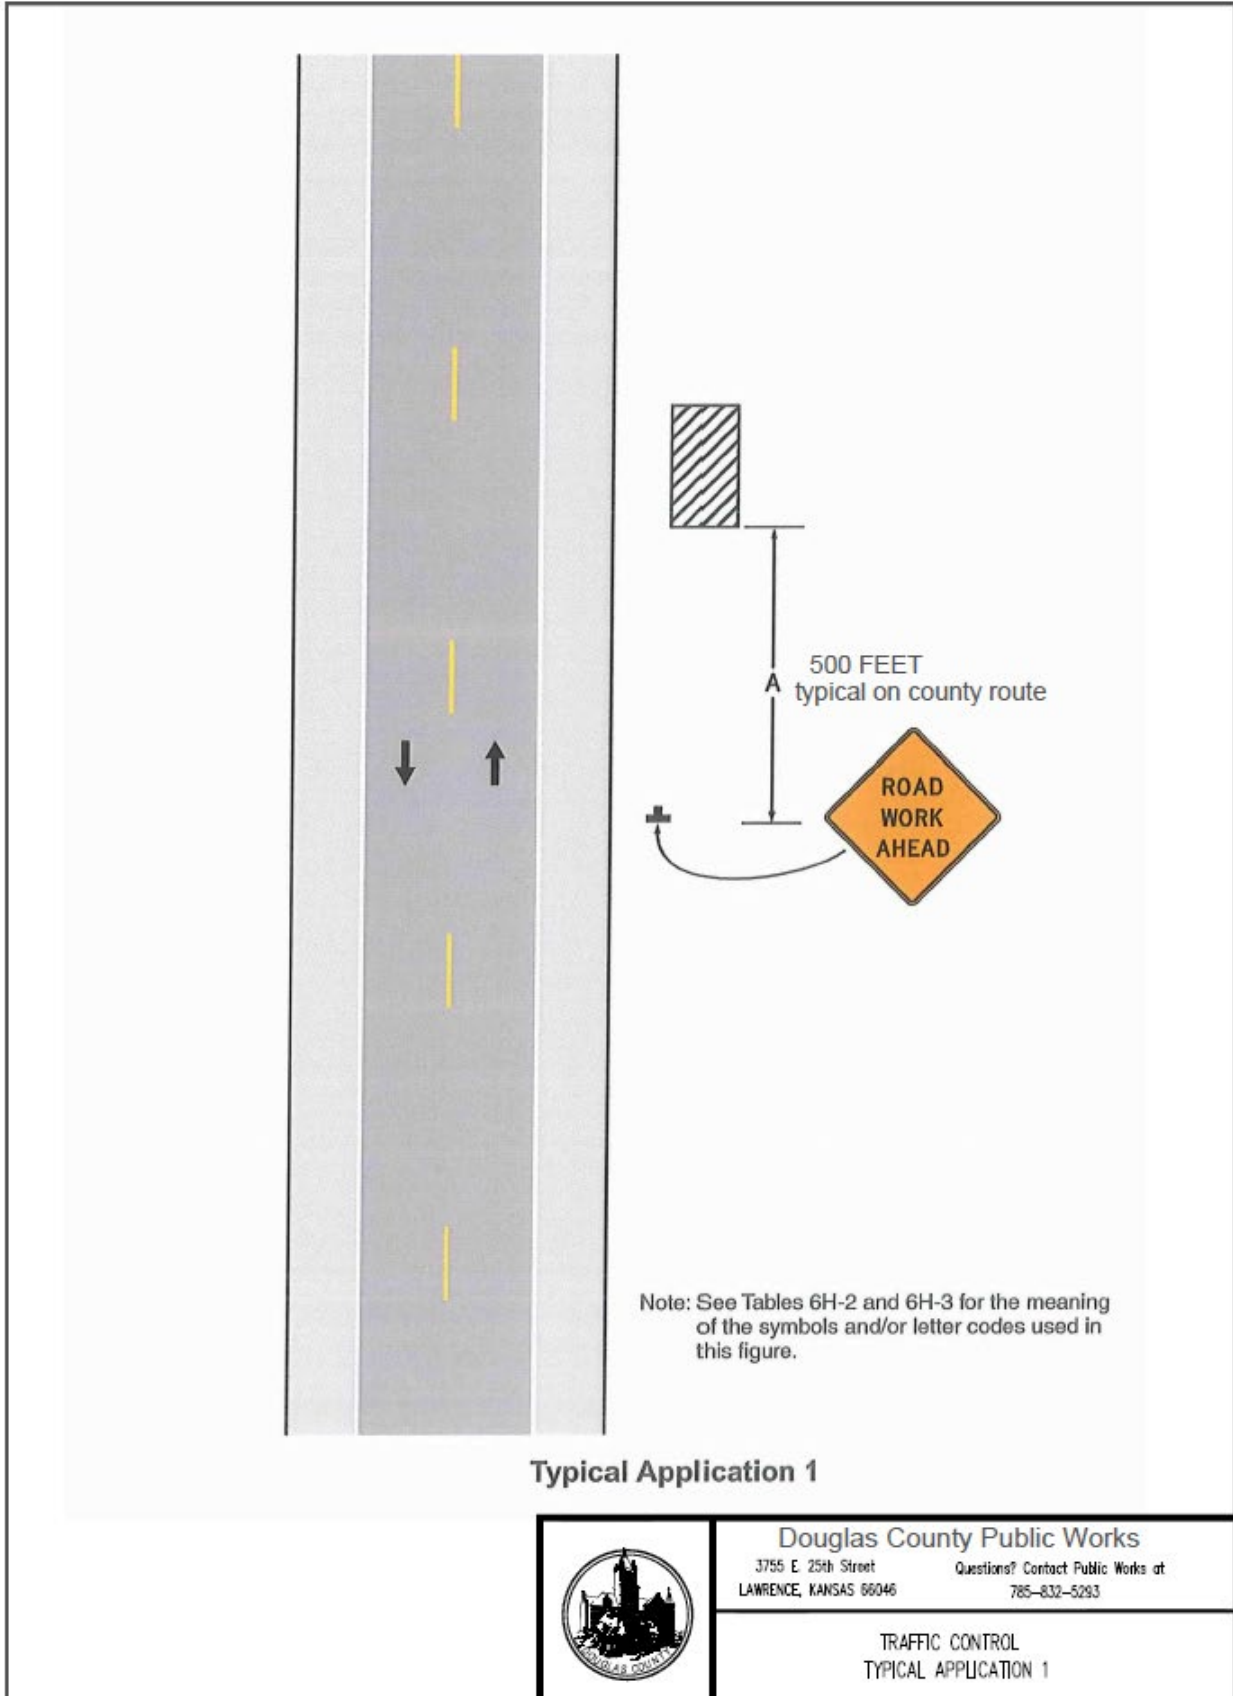 500 FEET
A typical on county route
ROAD
WORK
AHEAD
Note: See Tables 6H-2 and 6H-3 for the meaning
of the symbols and/or letter codes used in
this figure.
Typical Application 1
Douglas County Public Works
3755 E. 25th Street
LAWRENCE, KANSAS 66046
Questions? Contact Public Works at
785-832-5293
DOUGLAS COUNTY
TRAFFIC CONTROL
TYPICAL APPLICATION 1